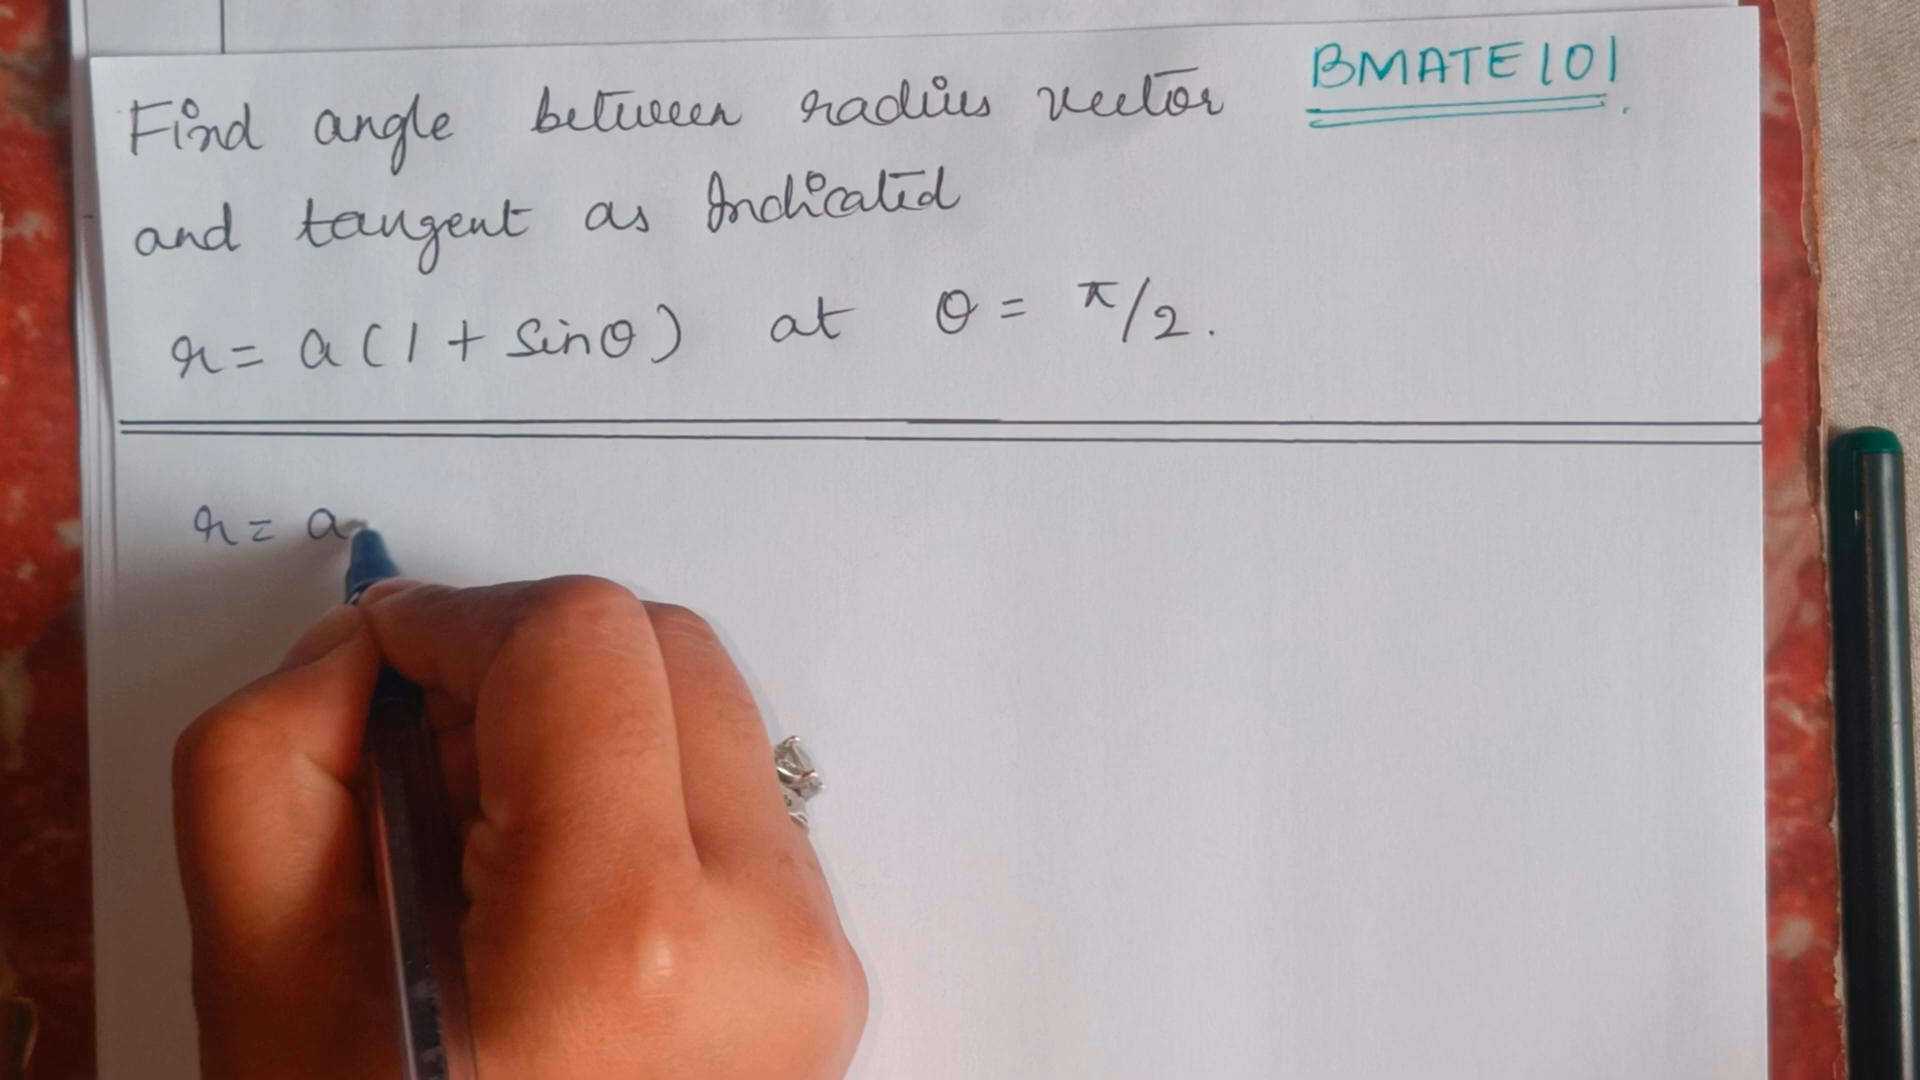 Find angle between radius vector BMATE101
and tangent as Indicated
r = a(1 + Sinθ) at θ = π/2.
r = a